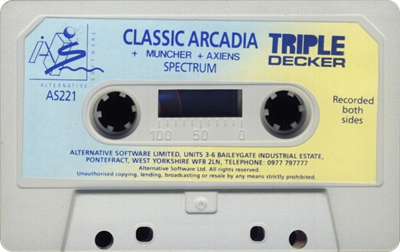 CLASSIC ARCADIA
+ MUNCHER + AXIENS
SPECTRUM
TRIPLE
DECKER
ALTERNATIVE
SOFTWARE
AS221
Recorded
both
sides
100 50 0
ALTERNATIVE SOFTWARE LIMITED, UNITS 3-6 BAILEYGATE INDUSTRIAL ESTATE,
PONTEFRACT, WEST YORKSHIRE WF8 2LN, TELEPHONE 0977 797777
Alternative Software Ltd. All rights reserved.
Unauthorised copying, lending, broadcasting or resale by any means strictly prohibited.